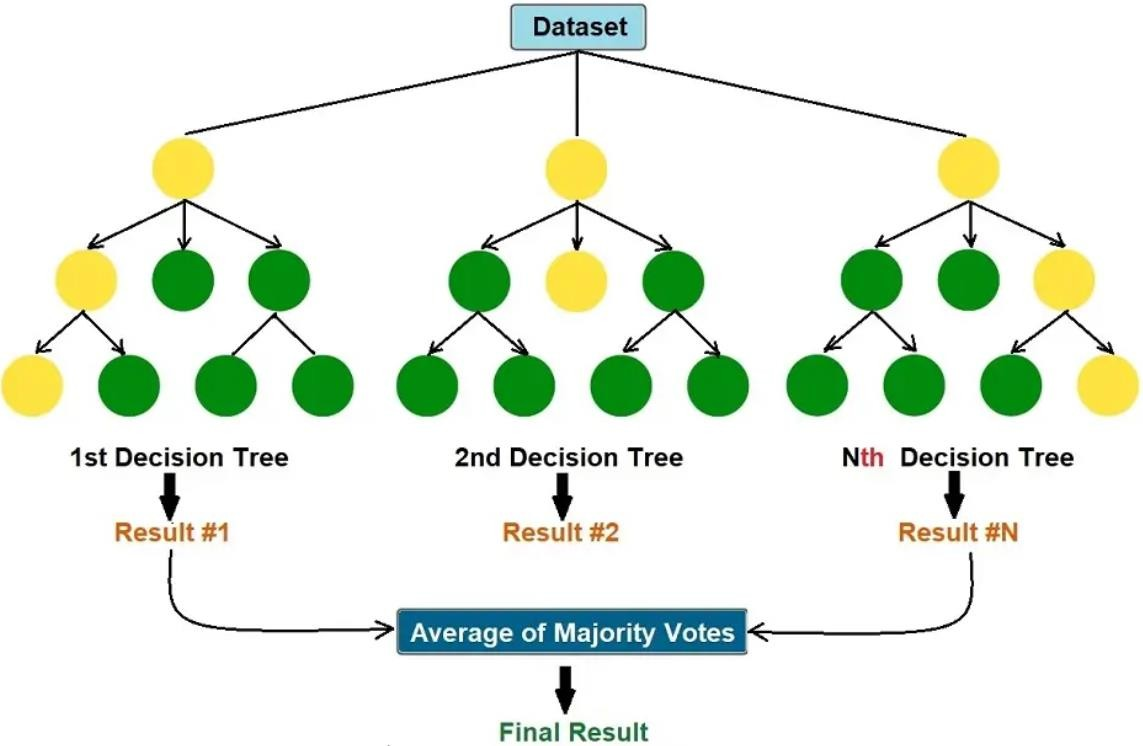 Dataset
1st Decision Tree
2nd Decision Tree
Nth Decision Tree
Result #1
Result #2
Result #N
Average of Majority Votes
Final Result